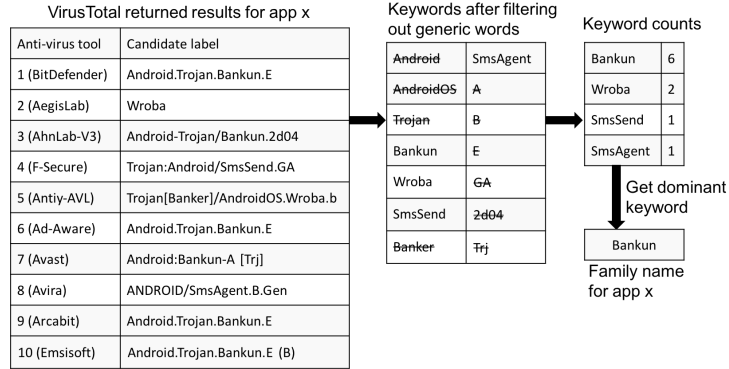 VirusTotal returned results for app x
Anti-virus tool Candidate label
1 (BitDefender) Android.Trojan.Bankun.E
2 (AegisLab) Wroba
3 (AhnLab-V3) Android-Trojan/Bankun.2d04
4 (F-Secure) Trojan:Android/SmsSend.GA
5 (Antiy-AVL) Trojan[Banker]/AndroidOS.Wroba.b
6 (Ad-Aware) Android.Trojan.Bankun.E
7 (Avast) Android:Bankun-A [Trj]
8 (Avira) ANDROID/SmsAgent.B.Gen
9 (Arcabit) Android.Trojan.Bankun.E
10 (Emsisoft) Android.Trojan.Bankun.E (B)
Keywords after filtering
out generic words
Android SmsAgent
AndroidOS A
Trojan B
Bankun E
Wroba GA
SmsSend 2d04
Banker Trj
Keyword counts
Bankun 6
Wroba 2
SmsSend 1
SmsAgent 1
Get dominant
keyword
Bankun
Family name
for app x